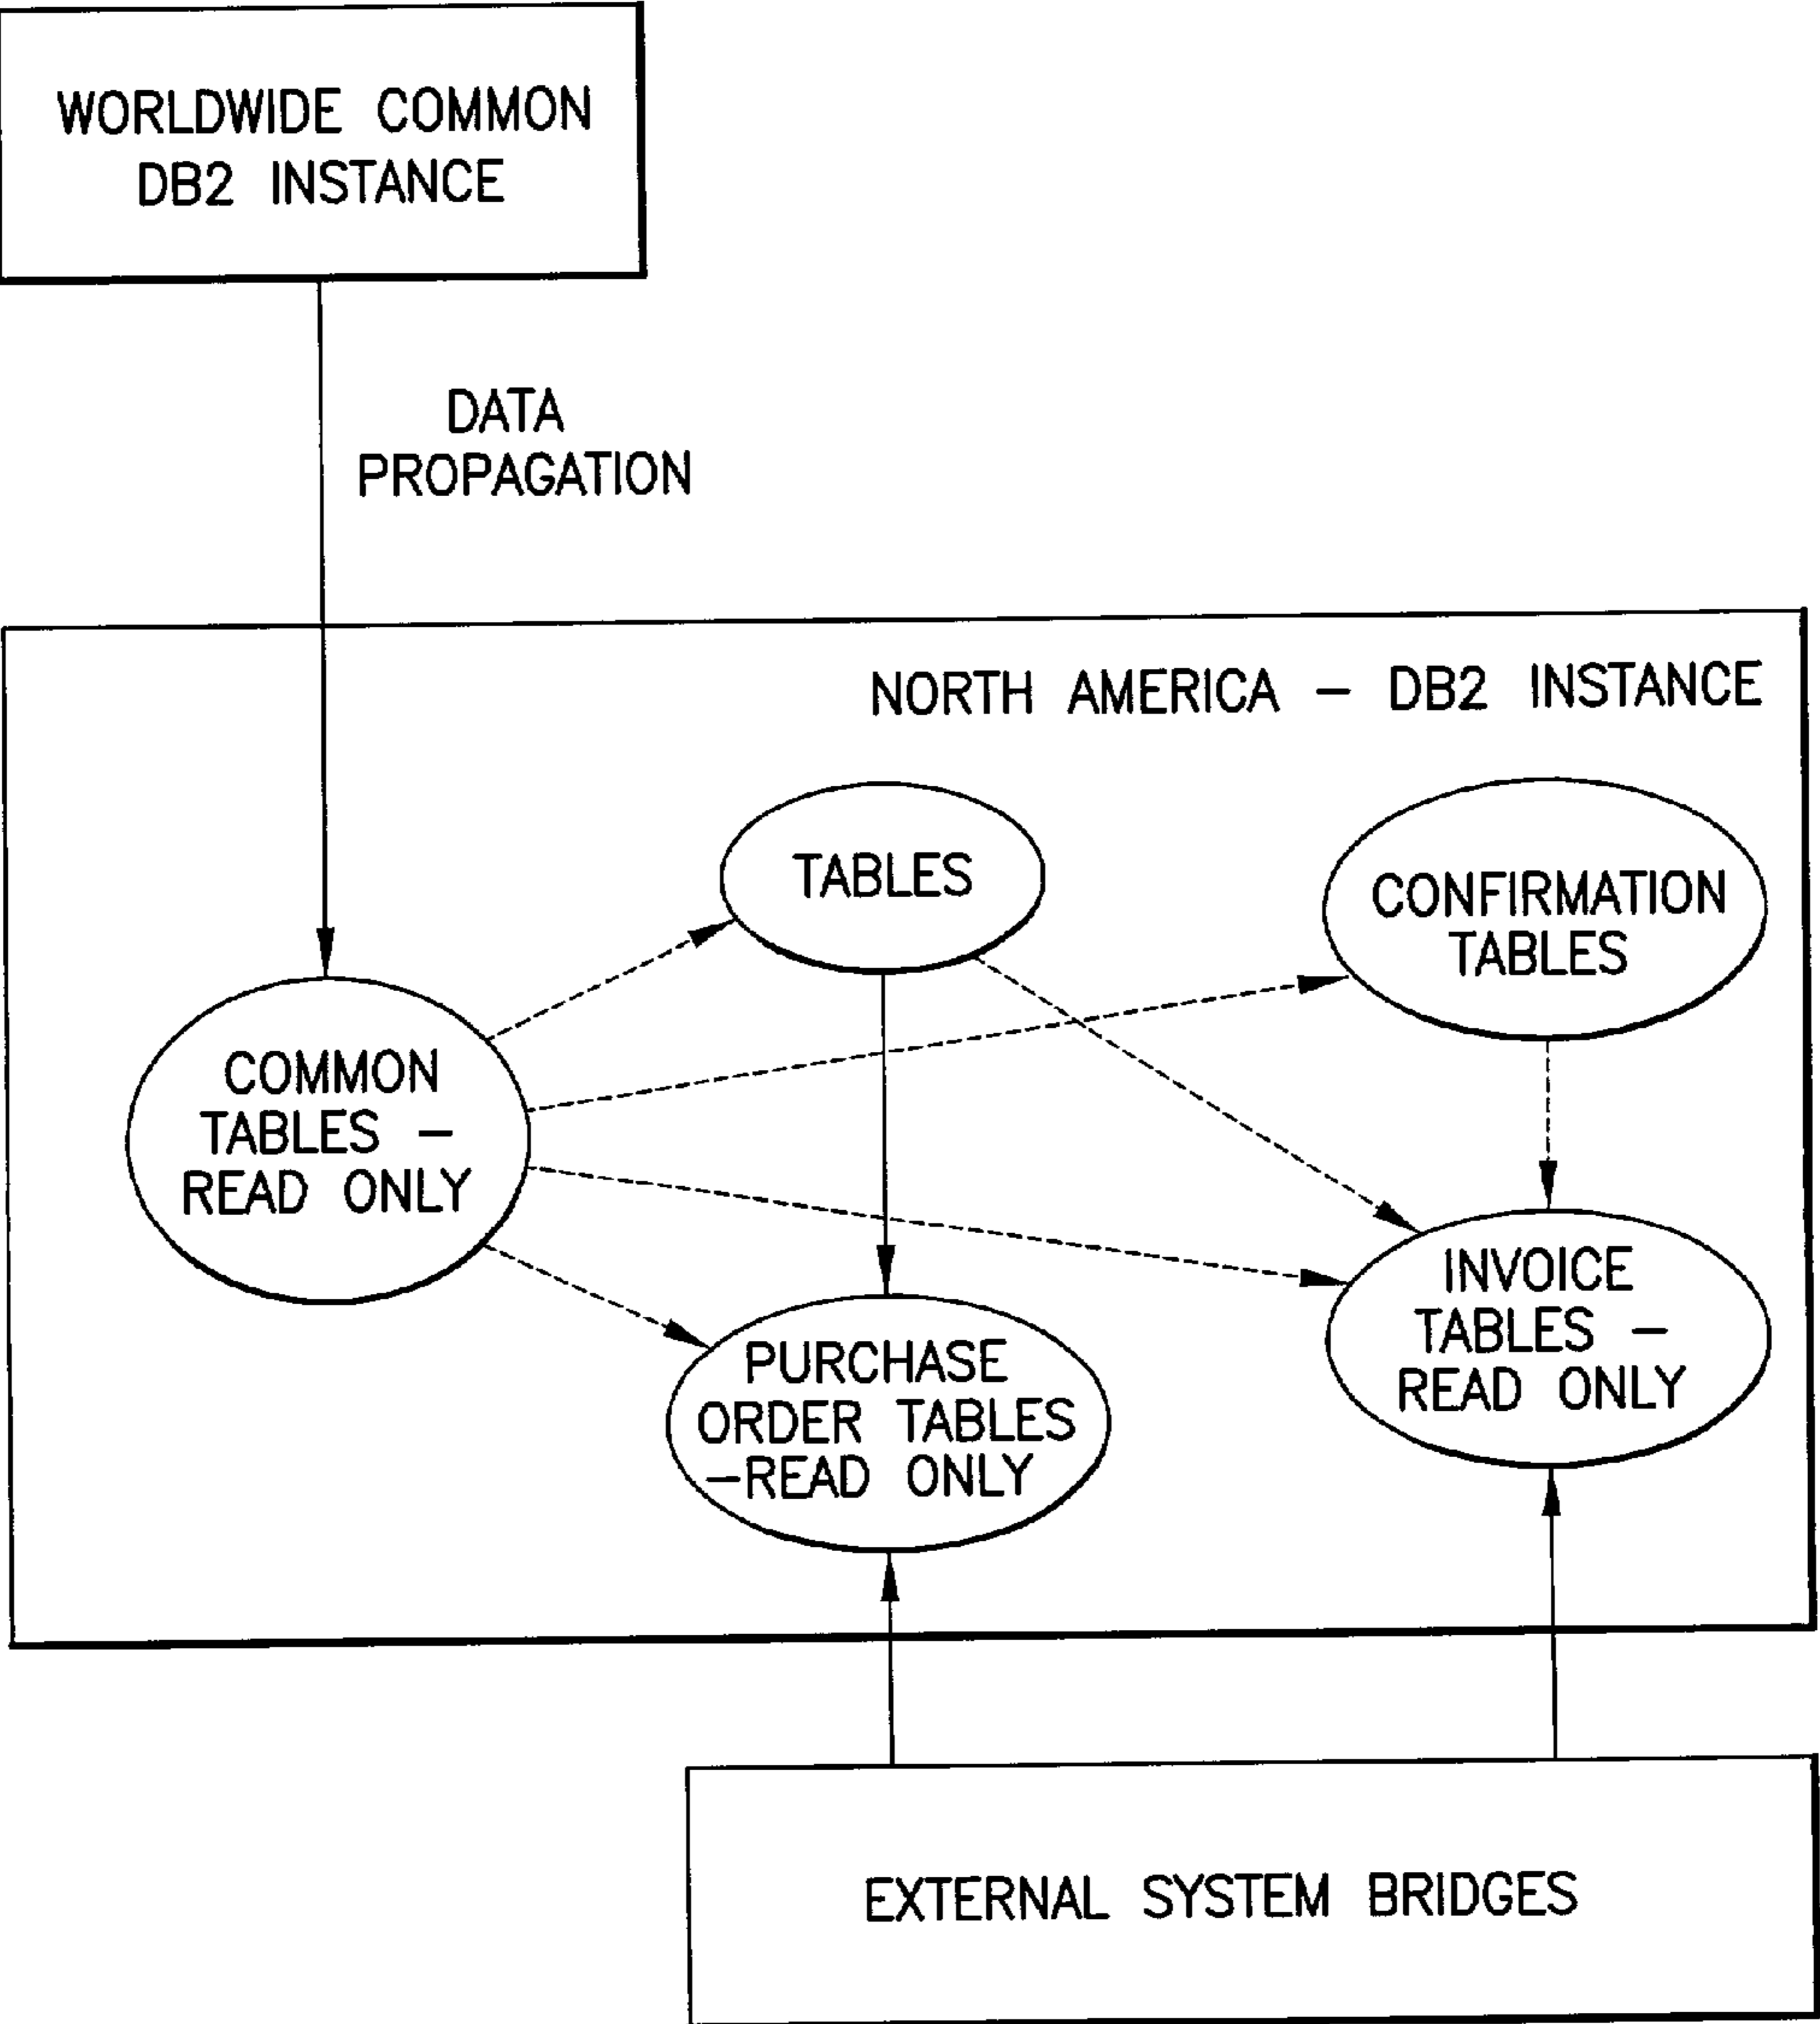 WORLDWIDE COMMON
DB2 INSTANCE
DATA
PROPAGATION
NORTH AMERICA – DB2 INSTANCE
TABLES
CONFIRMATION
TABLES
COMMON
TABLES –
READ ONLY
INVOICE
TABLES –
READ ONLY
PURCHASE
ORDER TABLES
–READ ONLY
EXTERNAL SYSTEM BRIDGES